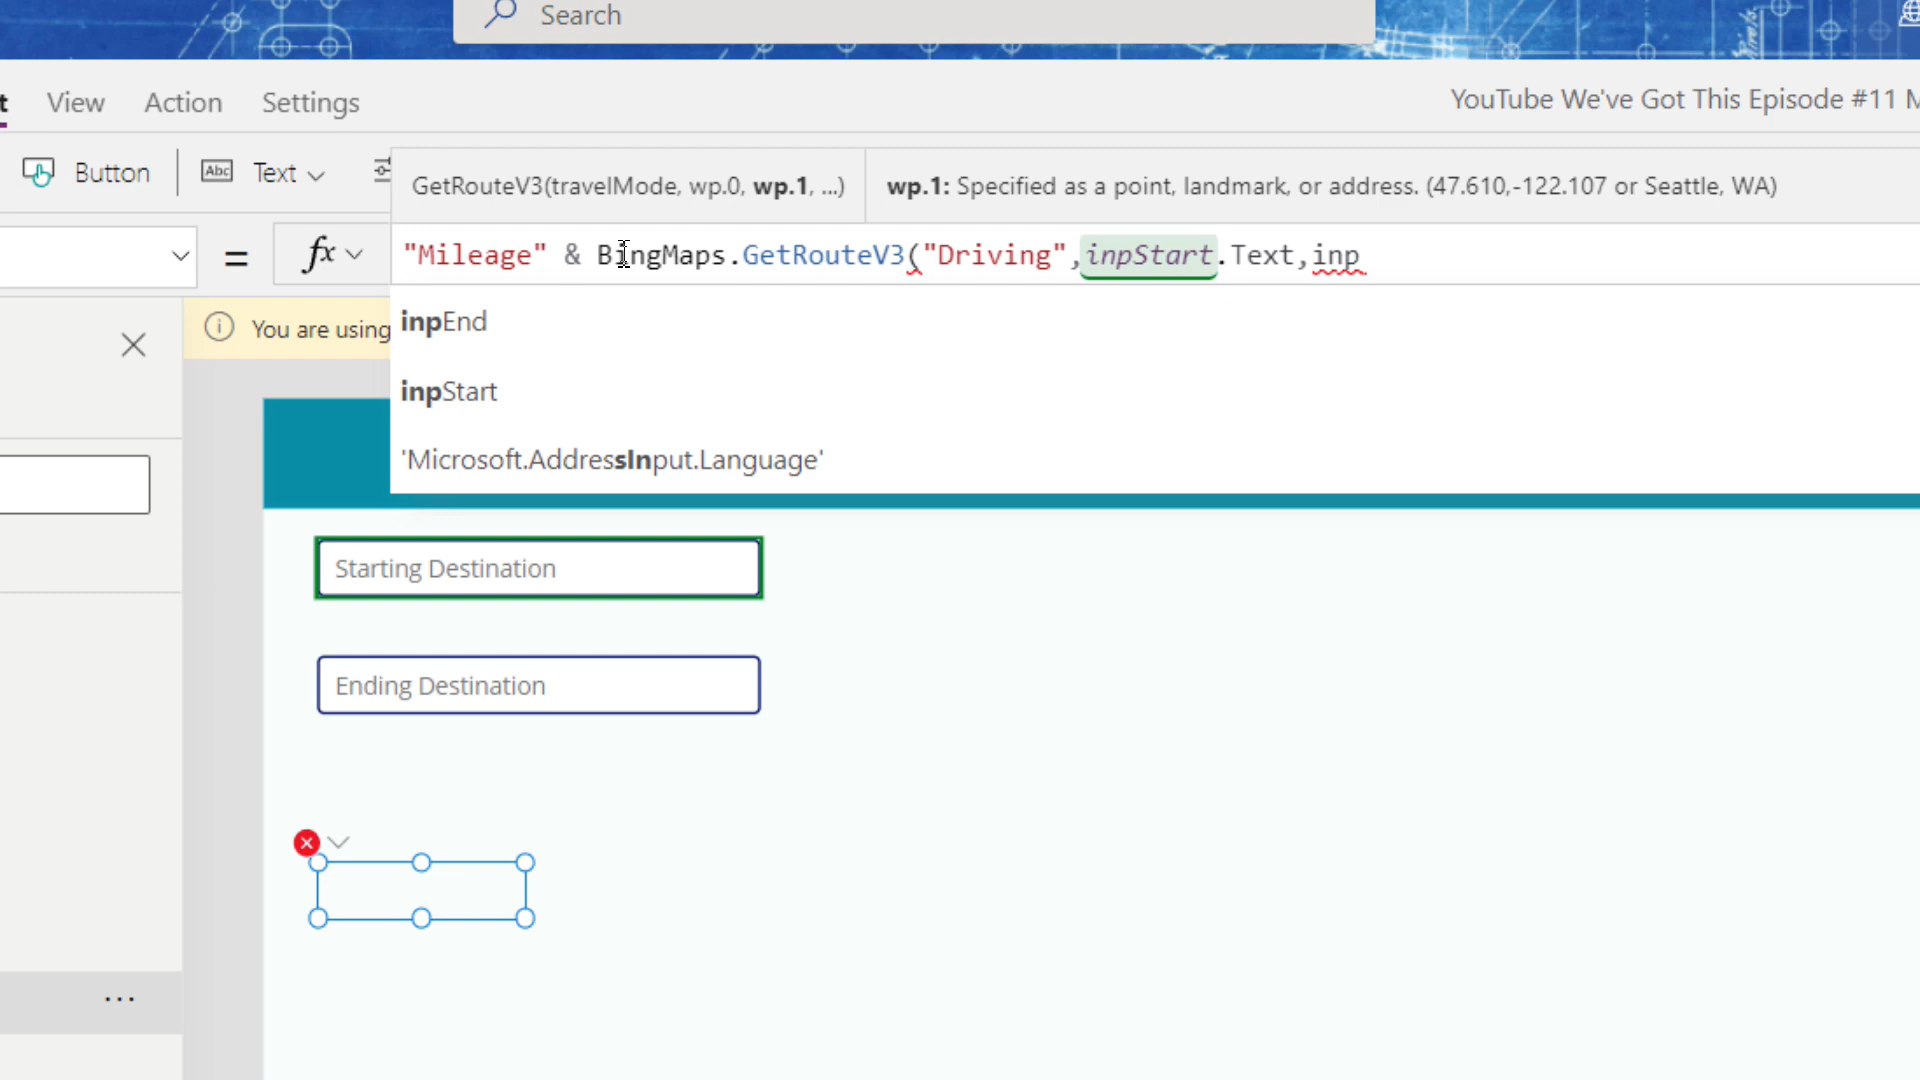 Search
View Action Settings
YouTube We've Got This Episode #11 M
Button
Abc Text
GetRouteV3(travelMode, wp.0, wp.1, ...)
wp.1: Specified as a point, landmark, or address. (47.610,-122.107 or Seattle, WA)
= fx "Mileage" & BingMaps.GetRouteV3("Driving",inpStart.Text,inp
You are using
inpEnd
inpStart
'Microsoft.AddressInput.Language'
Starting Destination
Ending Destination